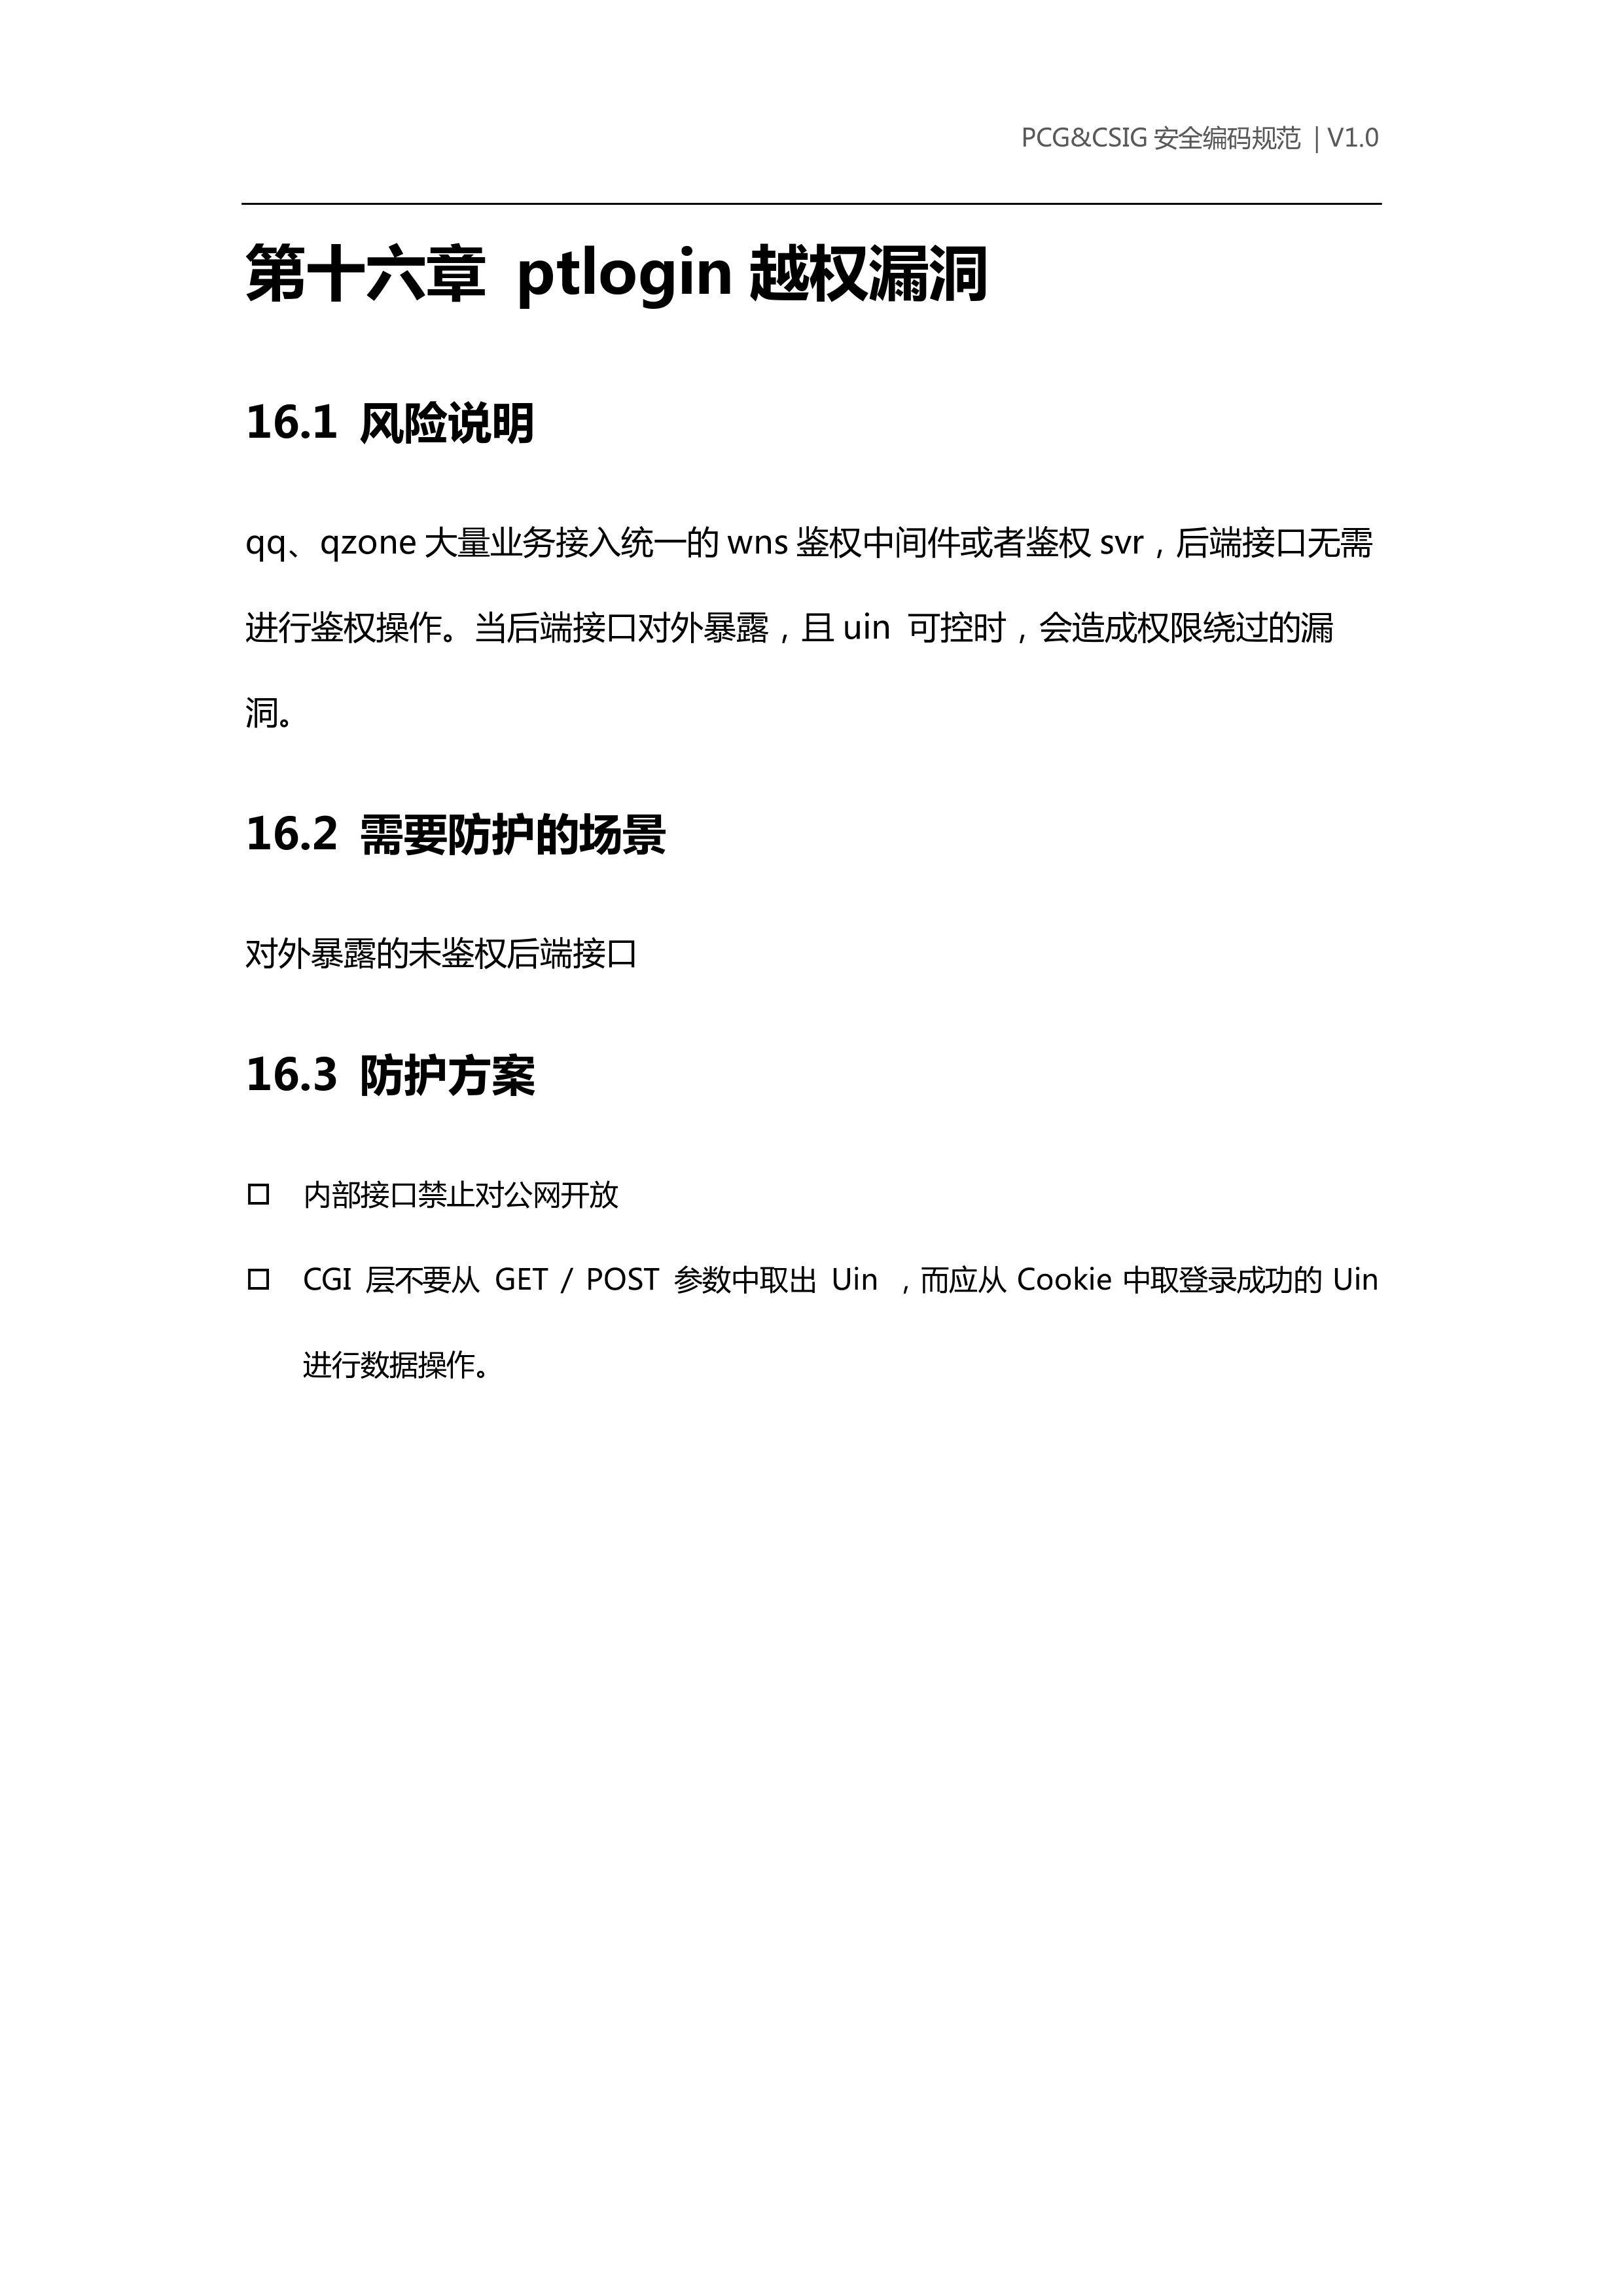 PCG&CSIG 安全编码规范 | V1.0
第十六章 ptlogin 越权漏洞
16.1 风险说明
qq、qzone 大量业务接入统一的 wns 鉴权中间件或者鉴权 svr，后端接口无需
进行鉴权操作。当后端接口对外暴露，且 uin 可控时，会造成权限绕过的漏
洞。
16.2 需要防护的场景
对外暴露的未鉴权后端接口
16.3 防护方案
□ 内部接口禁止对公网开放
□ CGI 层不要从 GET / POST 参数中取出 Uin ，而应从 Cookie 中取登录成功的 Uin
进行数据操作。